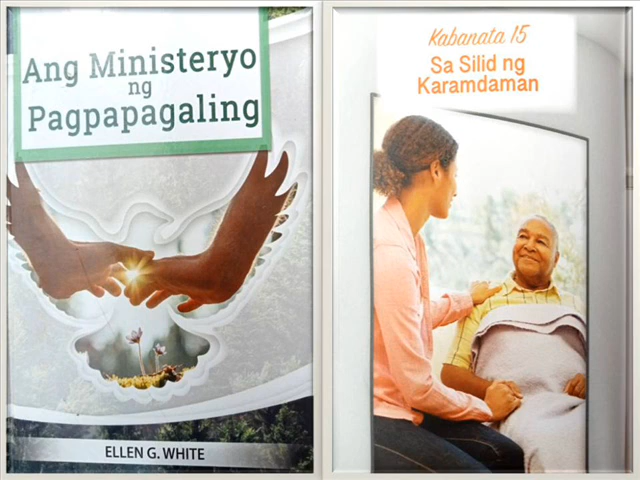 Ang Ministeryo
ng
Pagpapagaling
ELLEN G. WHITE
Kabanata 15
Sa Silid ng
Karamdaman